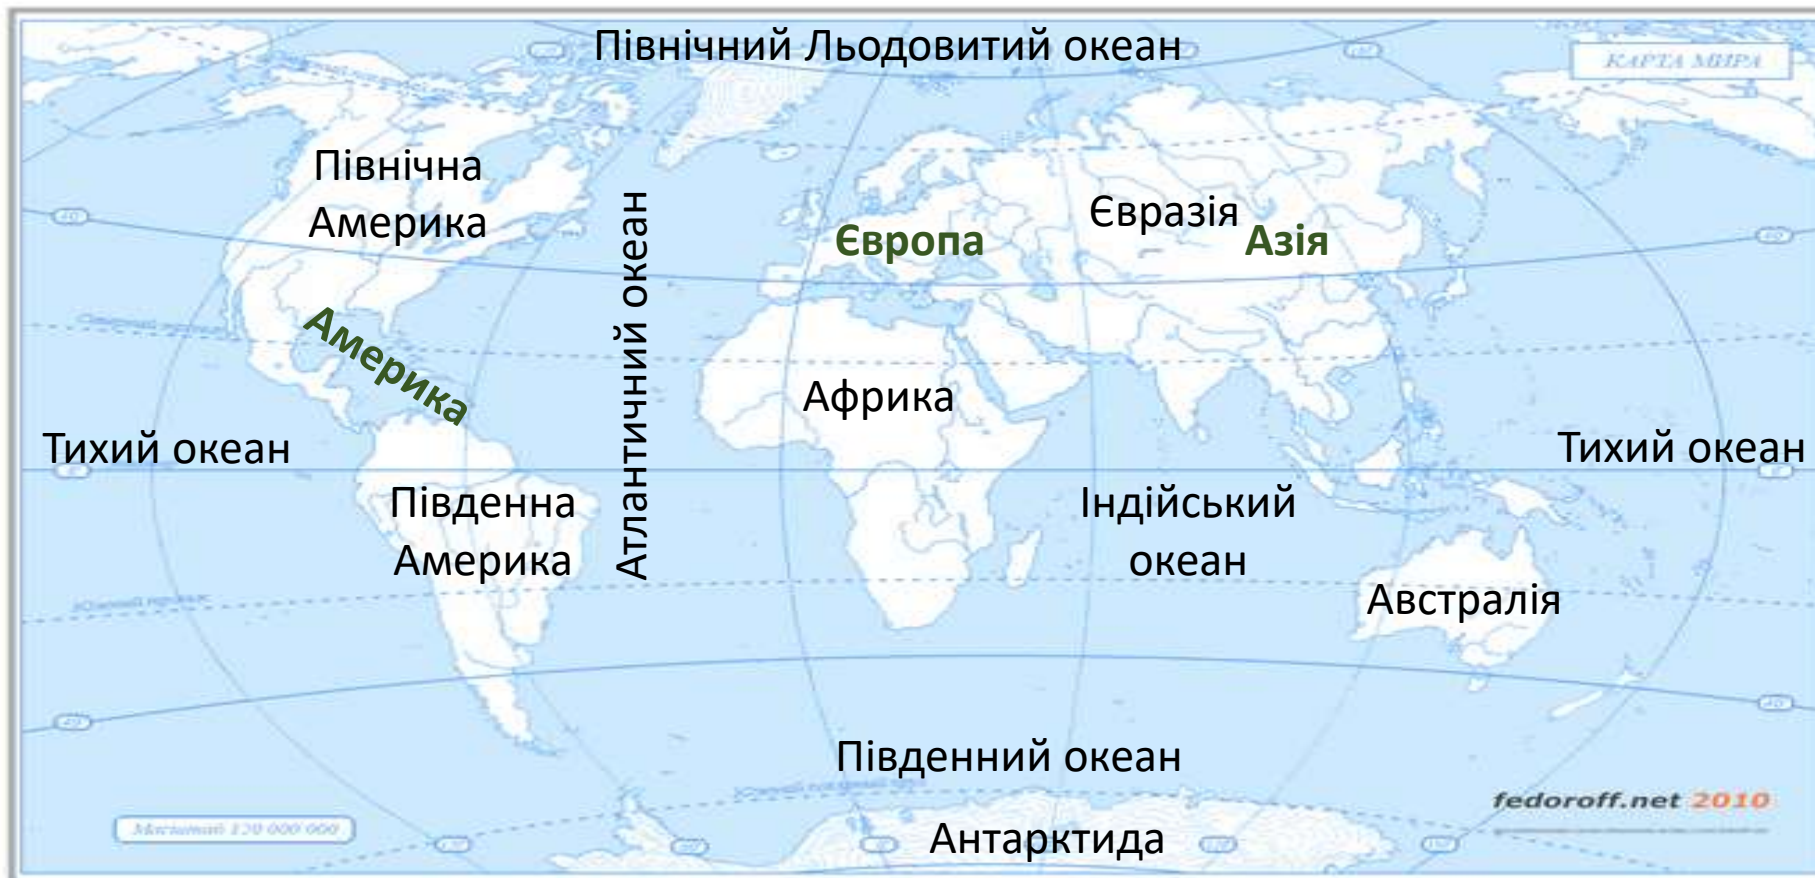 Північний Льодовитий океан
КАРТА МИРА
Північна
Америка
Атлантичний океан
Європа
Євразія
Азія
Америка
Африка
Тихий океан
Тихий океан
Південна
Америка
Індійський
океан
Австралія
Південний океан
fedoroff.net 2010
Антарктида